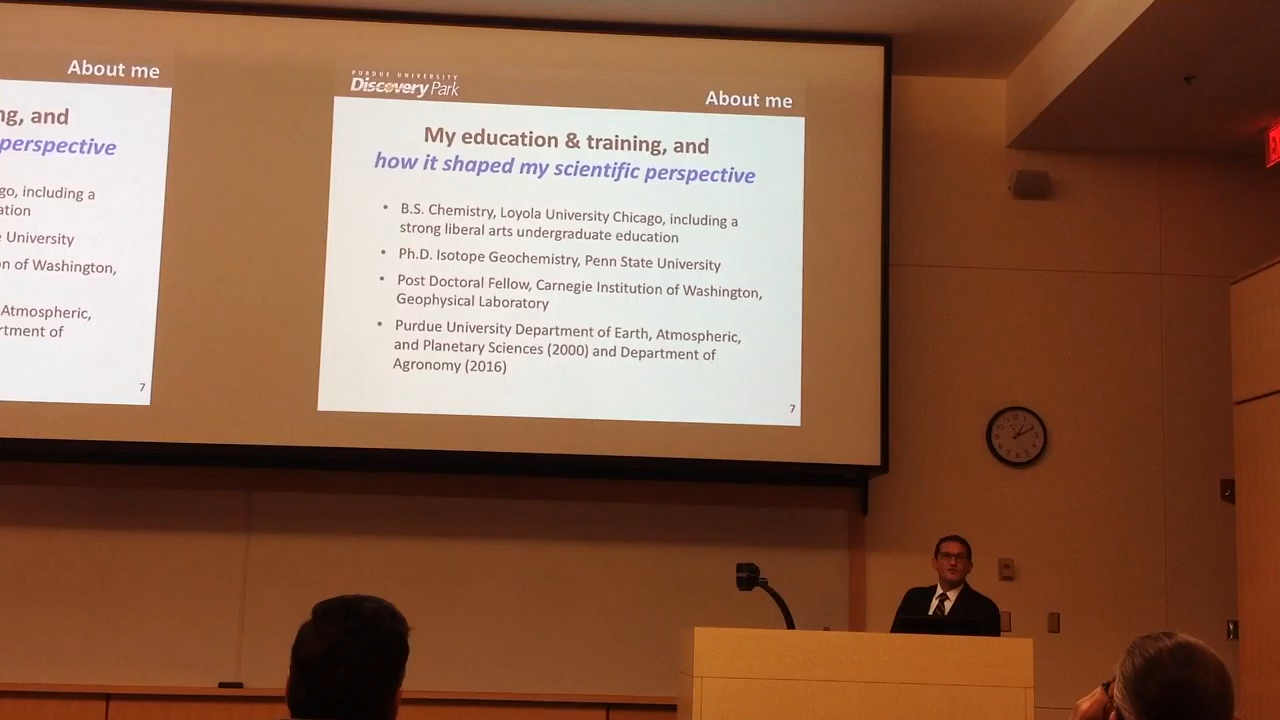 About me
ng, and
perspective
go, including a
ation
University
n of Washington,
Atmospheric,
rtment of
7
PURDUE UNIVERSITY
Discovery Park
About me
My education & training, and
how it shaped my scientific perspective
• B.S. Chemistry, Loyola University Chicago, including a
strong liberal arts undergraduate education
• Ph.D. Isotope Geochemistry, Penn State University
• Post Doctoral Fellow, Carnegie Institution of Washington,
Geophysical Laboratory
• Purdue University Department of Earth, Atmospheric,
and Planetary Sciences (2000) and Department of
Agronomy (2016)
7